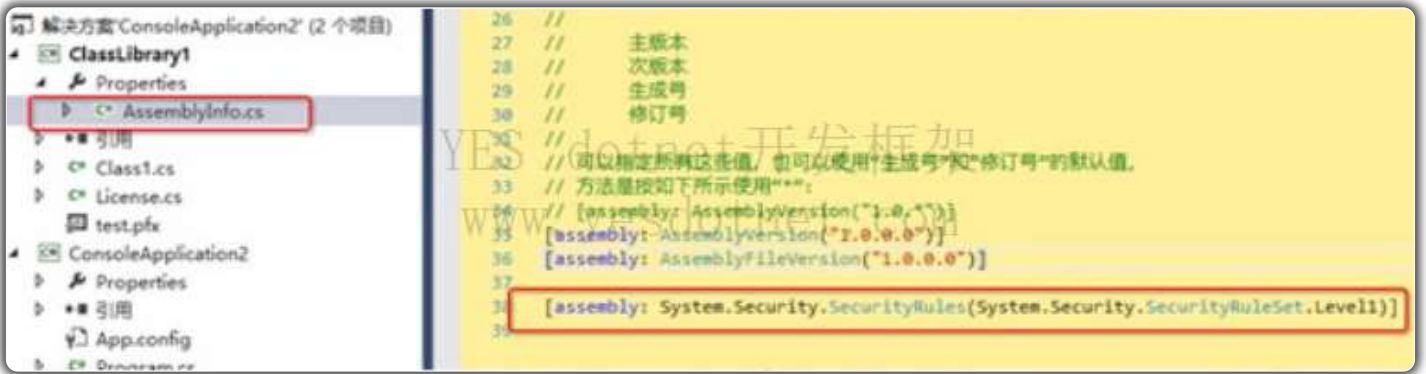 解决方案'ConsoleApplication2' (2 个项目)
ClassLibrary1
Properties
AssemblyInfo.cs
引用
Class1.cs
License.cs
test.pfx
ConsoleApplication2
Properties
引用
App.config
Program.cs
26 //
27 // 主版本
28 // 次版本
29 // 生成号
30 // 修订号
31 //
32 // 可以指定所有这些值,也可以使用“生成号”和“修订号”的默认值,
33 // 方法是按如下所示使用“*”:
34 // [assembly: AssemblyVersion("1.0.*")]
35 [assembly: AssemblyVersion("1.0.0.0")]
36 [assembly: AssemblyFileVersion("1.0.0.0")]
37
38 [assembly: System.Security.SecurityRules(System.Security.SecurityRuleSet.Level1)]
39
YES dotnet开发框架